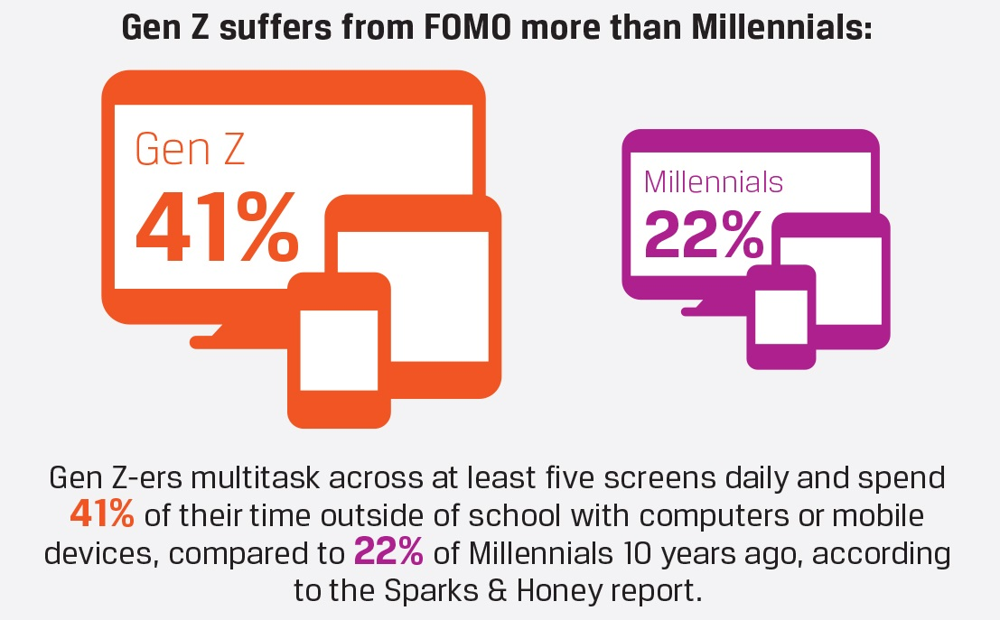 Gen Z suffers from FOMO more than Millennials:
Gen Z
41%
Millennials
22%
Gen Z-ers multitask across at least five screens daily and spend
41% of their time outside of school with computers or mobile
devices, compared to 22% of Millennials 10 years ago, according
to the Sparks & Honey report.